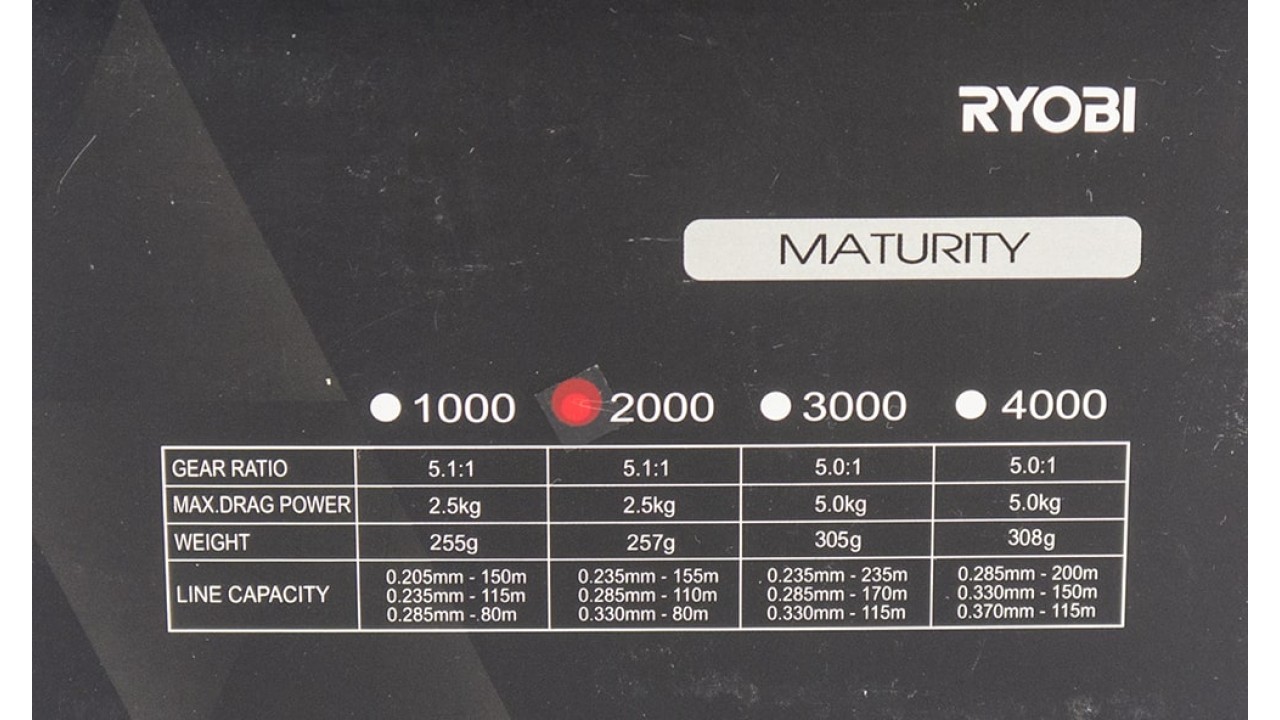 RYOBI
MATURITY
1000 2000 3000 4000
GEAR RATIO 5.1:1 5.1:1 5.0:1 5.0:1
MAX.DRAG POWER 2.5kg 2.5kg 5.0kg 5.0kg
WEIGHT 255g 257g 305g 308g
LINE CAPACITY
0.205mm - 150m 0.235mm - 155m 0.235mm - 235m 0.285mm - 200m
0.235mm - 115m 0.285mm - 110m 0.285mm - 170m 0.330mm - 150m
0.285mm - 80m 0.330mm - 80m 0.330mm - 115m 0.370mm - 115m